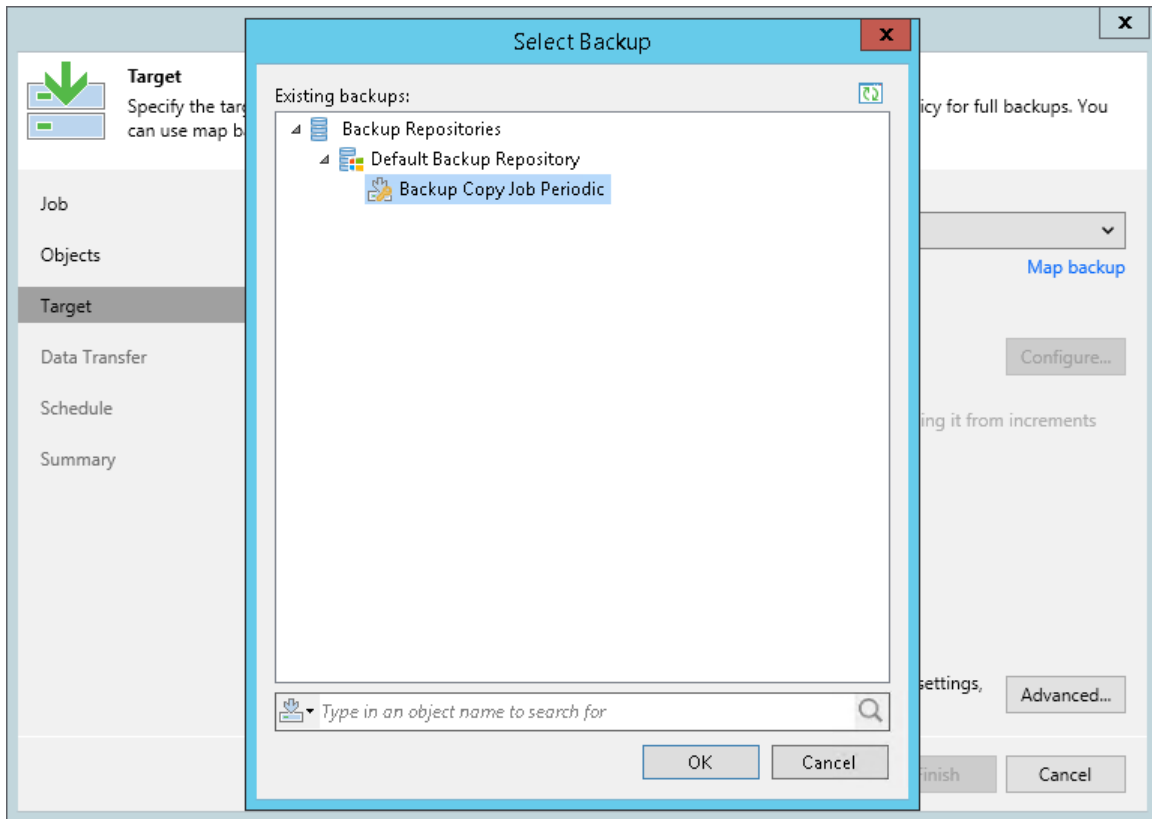 x
Select Backup
x
Target
Specify the targ
icy for full backups. You
can use map b
Existing backups:
Backup Repositories
Default Backup Repository
Backup Copy Job Periodic
Job
Objects
Map backup
Target
Data Transfer
Configure...
Schedule
ing it from increments
Summary
settings,
Advanced...
Type in an object name to search for
OK
Cancel
Finish
Cancel